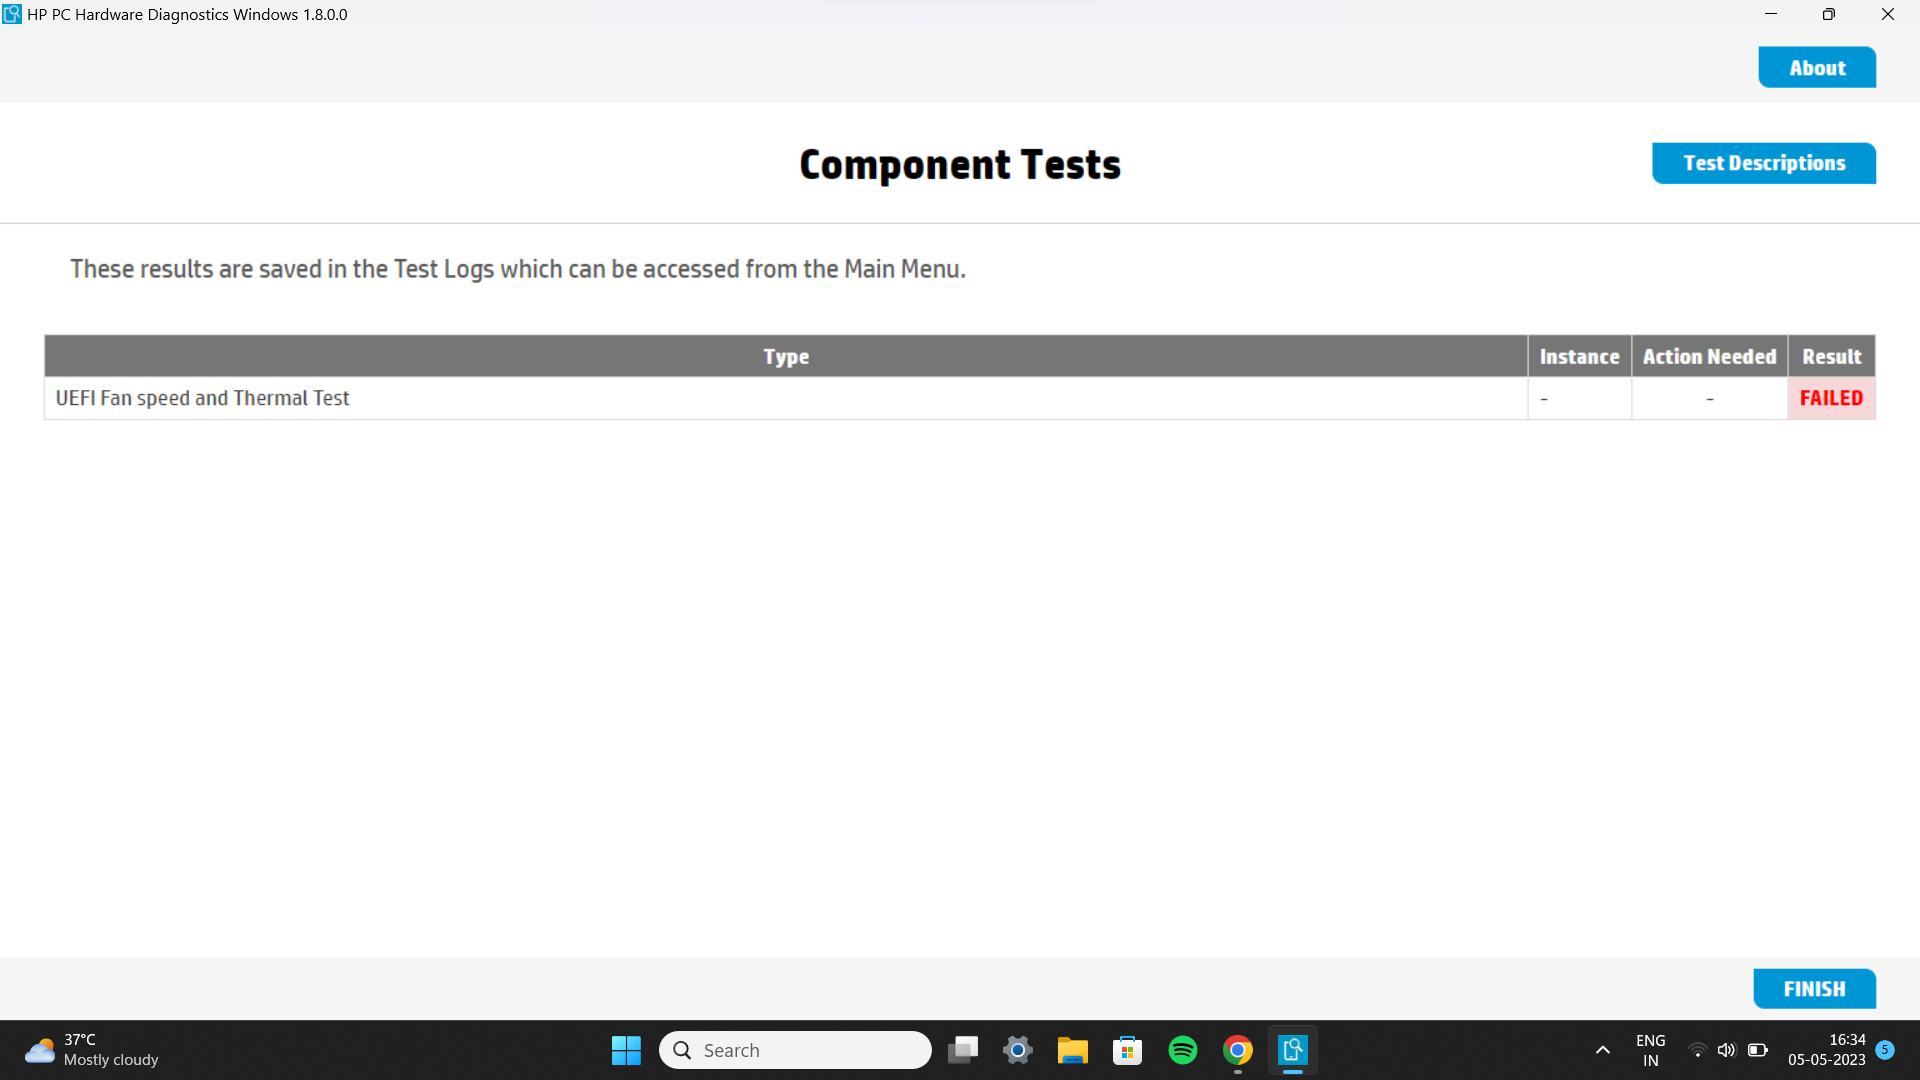 HP PC Hardware Diagnostics Windows 1.8.0.0
About
Component Tests
Test Descriptions
These results are saved in the Test Logs which can be accessed from the Main Menu.
Type Instance Action Needed Result
UEFI Fan speed and Thermal Test - - FAILED
FINISH
37°C
Mostly cloudy
Search
ENG
IN
16:34
05-05-2023
5